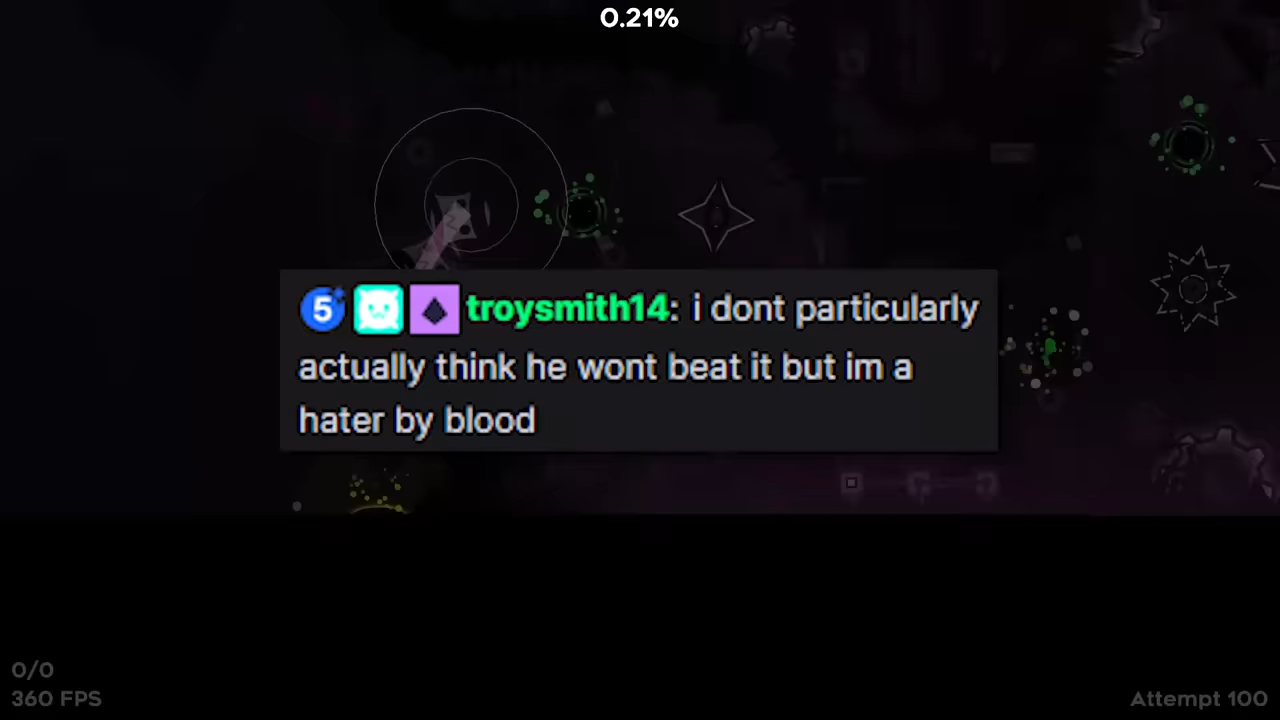 0.21%
5 troysmith14: i dont particularly
actually think he wont beat it but im a
hater by blood
0/0
360 FPS
Attempt 100